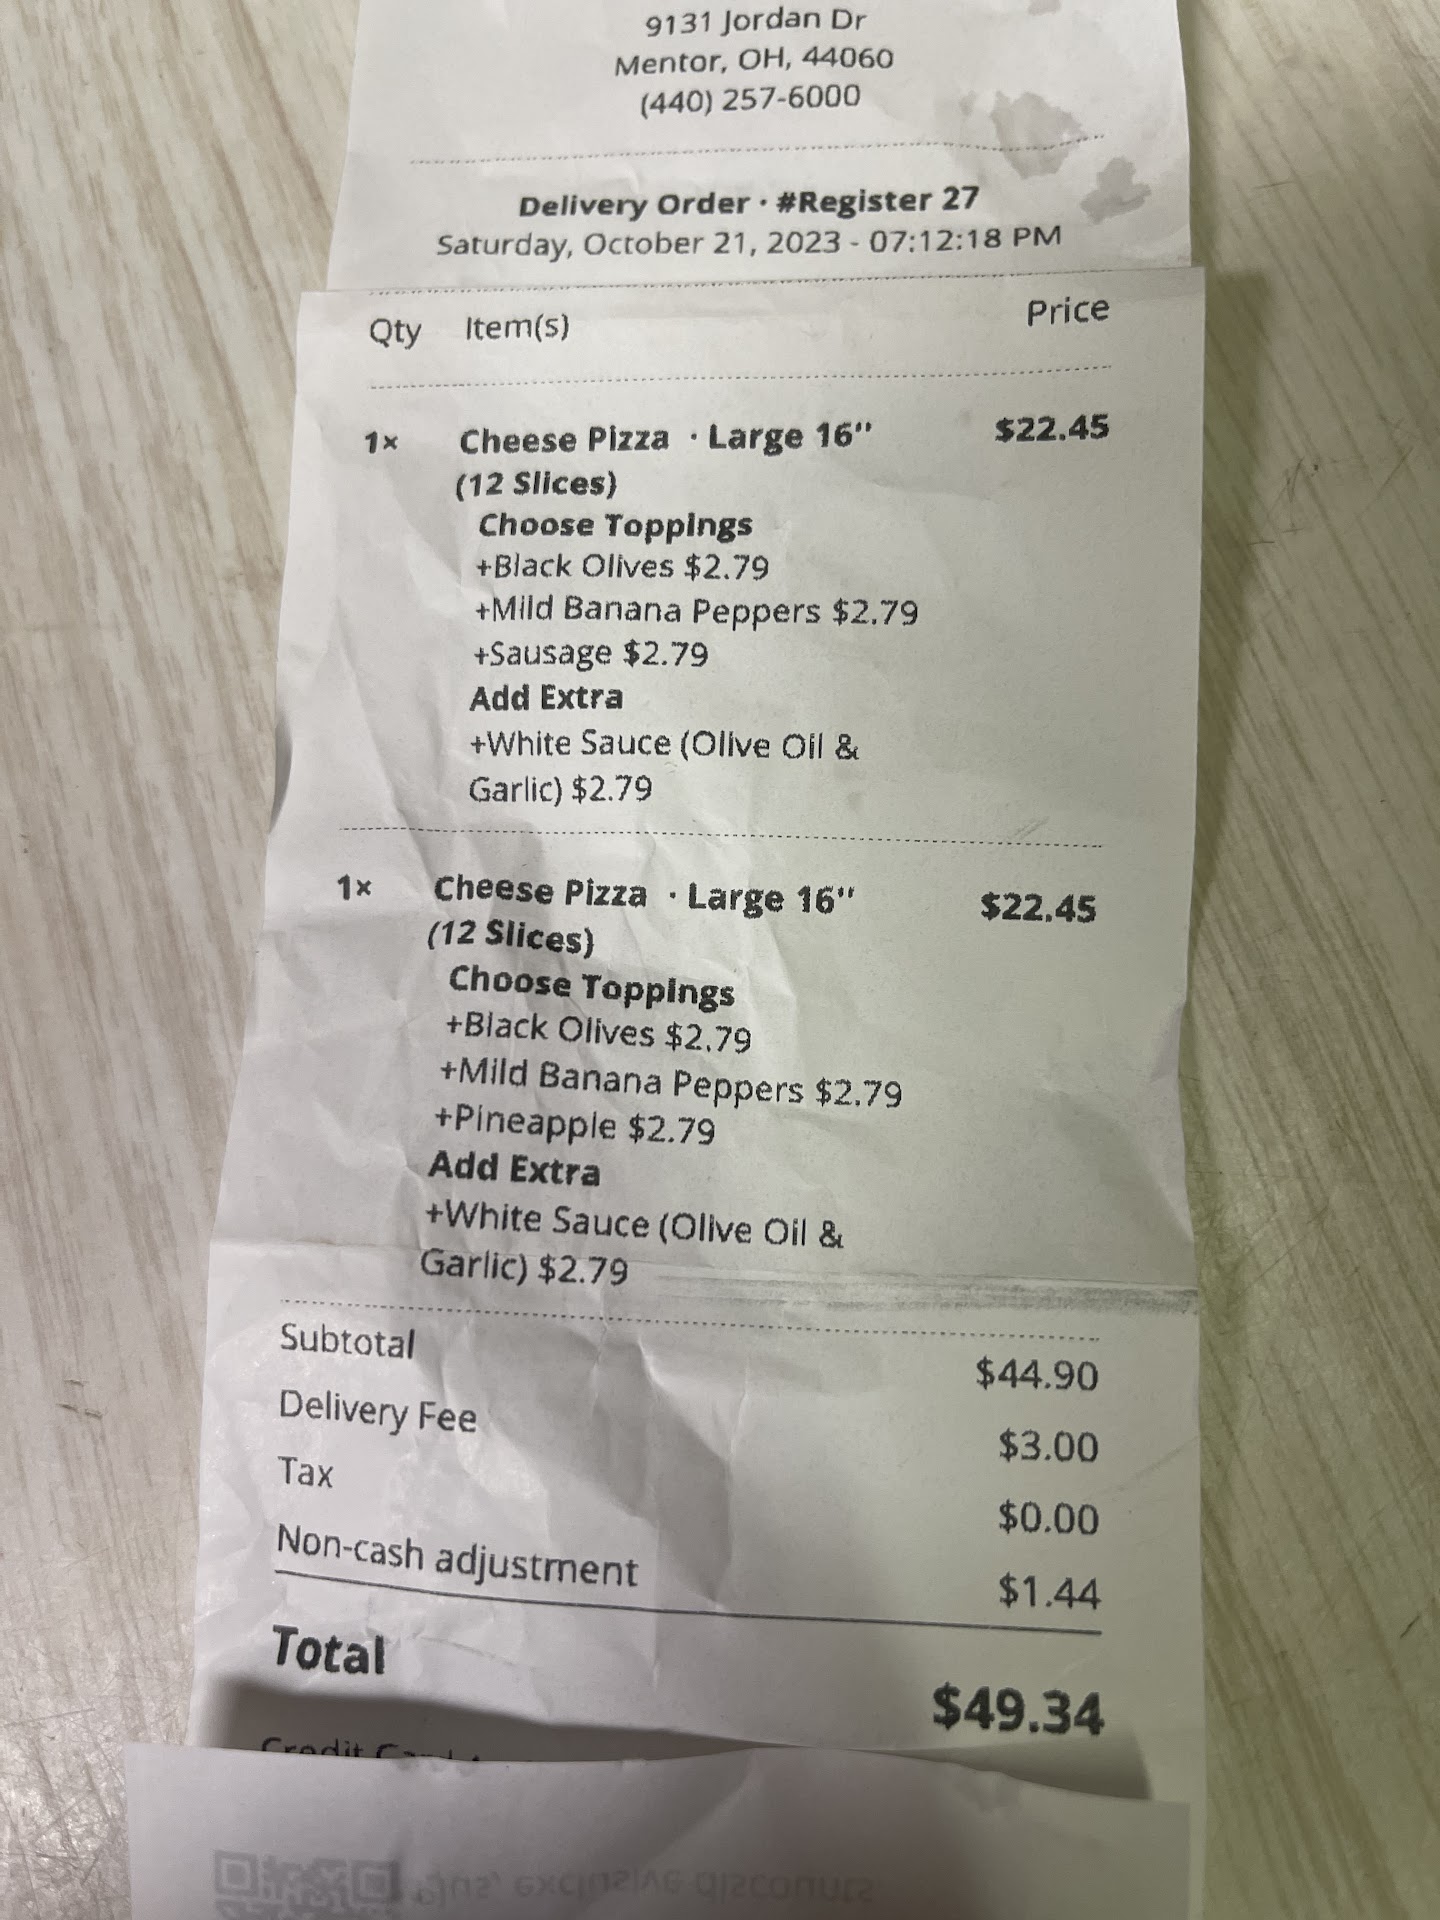 9131 Jordan Dr
Mentor, OH, 44060
(440) 257-6000
Delivery Order · #Register 27
Saturday, October 21, 2023 - 07:12:18 PM
Qty Item(s) Price
1× Cheese Pizza · Large 16" $22.45
(12 Slices)
Choose Toppings
+Black Olives $2.79
+Mild Banana Peppers $2.79
+Sausage $2.79
Add Extra
+White Sauce (Olive Oil &
Garlic) $2.79
1× Cheese Pizza · Large 16" $22.45
(12 Slices)
Choose Toppings
+Black Olives $2.79
+Mild Banana Peppers $2.79
+Pineapple $2.79
Add Extra
+White Sauce (Olive Oil &
Garlic) $2.79
Subtotal $44.90
Delivery Fee $3.00
Tax $0.00
Non-cash adjustment $1.44
Total $49.34
Credit Card
exclusive discounts